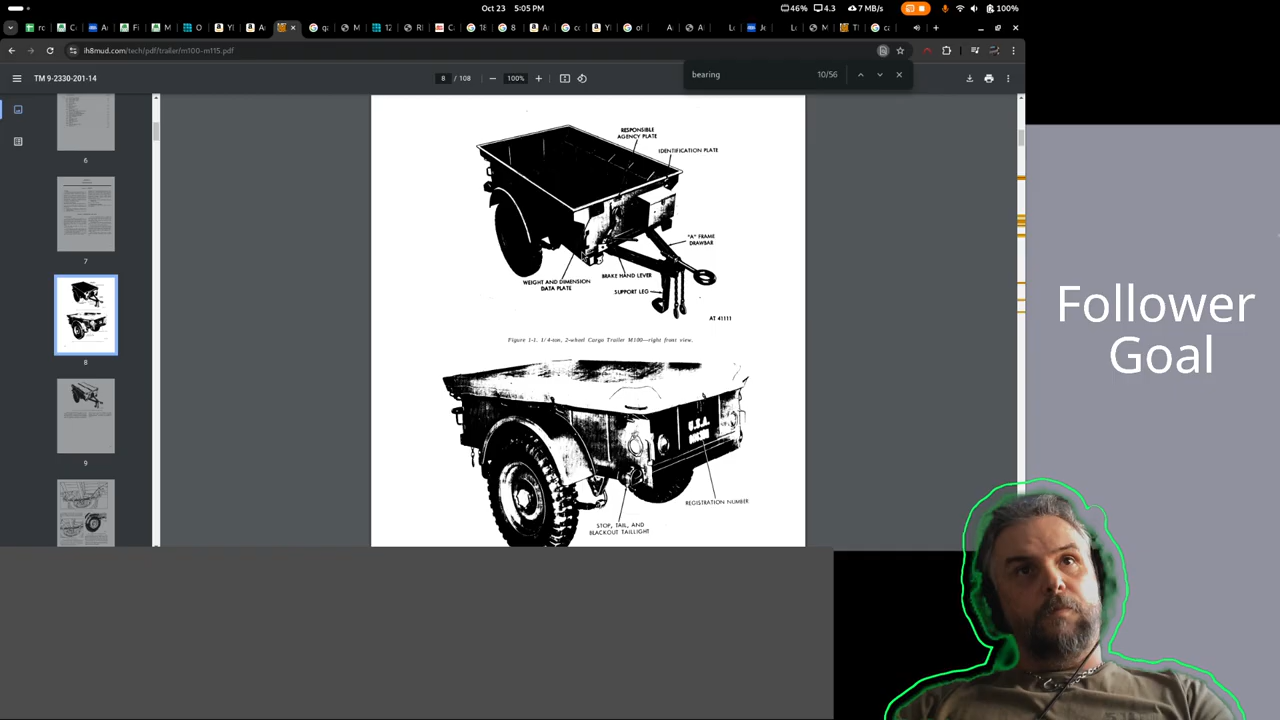 Oct 23 5:05 PM
46% 4.3 7 MB/s 100%
ih8mud.com/tech/pdf/trailer/m100-m115.pdf
bearing 10/56
TM 9-2330-201-14
8 / 108
100%
6
7
8
9
RESPONSIBLE
AGENCY PLATE
IDENTIFICATION PLATE
"A" FRAME
DRAWBAR
BRAKE HAND LEVER
WEIGHT AND DIMENSION
DATA PLATE
SUPPORT LEG
AT 41111
Figure 1-1. 1/4-ton, 2-wheel Cargo Trailer M100—right front view.
U.S.A.
REGISTRATION NUMBER
STOP, TAIL, AND
BLACKOUT TAILLIGHT
Follower
Goal